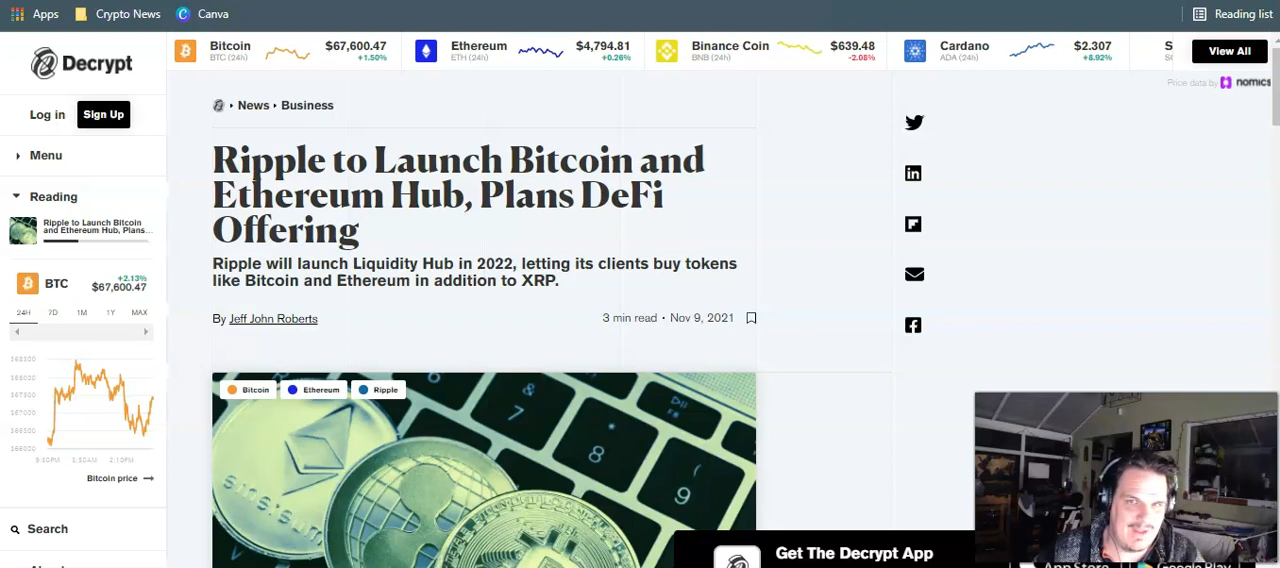 Apps
Crypto News
Canva
Reading list
Decrypt
Bitcoin
BTC (24h)
$67,600.47
+1.50%
Ethereum
ETH (24h)
$4,794.81
+0.26%
Binance Coin
BNB (24h)
$639.48
-2.08%
Cardano
ADA (24h)
$2.307
+8.92%
View All
Price data by nomics
Log in
Sign Up
Menu
Reading
Ripple to Launch Bitcoin
and Ethereum Hub, Plans...
BTC
+2.13%
$67,600.47
24H 7D 1M 1Y MAX
Bitcoin price
Search
News
Business
Ripple to Launch Bitcoin and
Ethereum Hub, Plans DeFi
Offering
Ripple will launch Liquidity Hub in 2022, letting its clients buy tokens
like Bitcoin and Ethereum in addition to XRP.
By Jeff John Roberts
3 min read • Nov 9, 2021
Bitcoin
Ethereum
Ripple
6
&
7
*
8
9
Get The Decrypt App